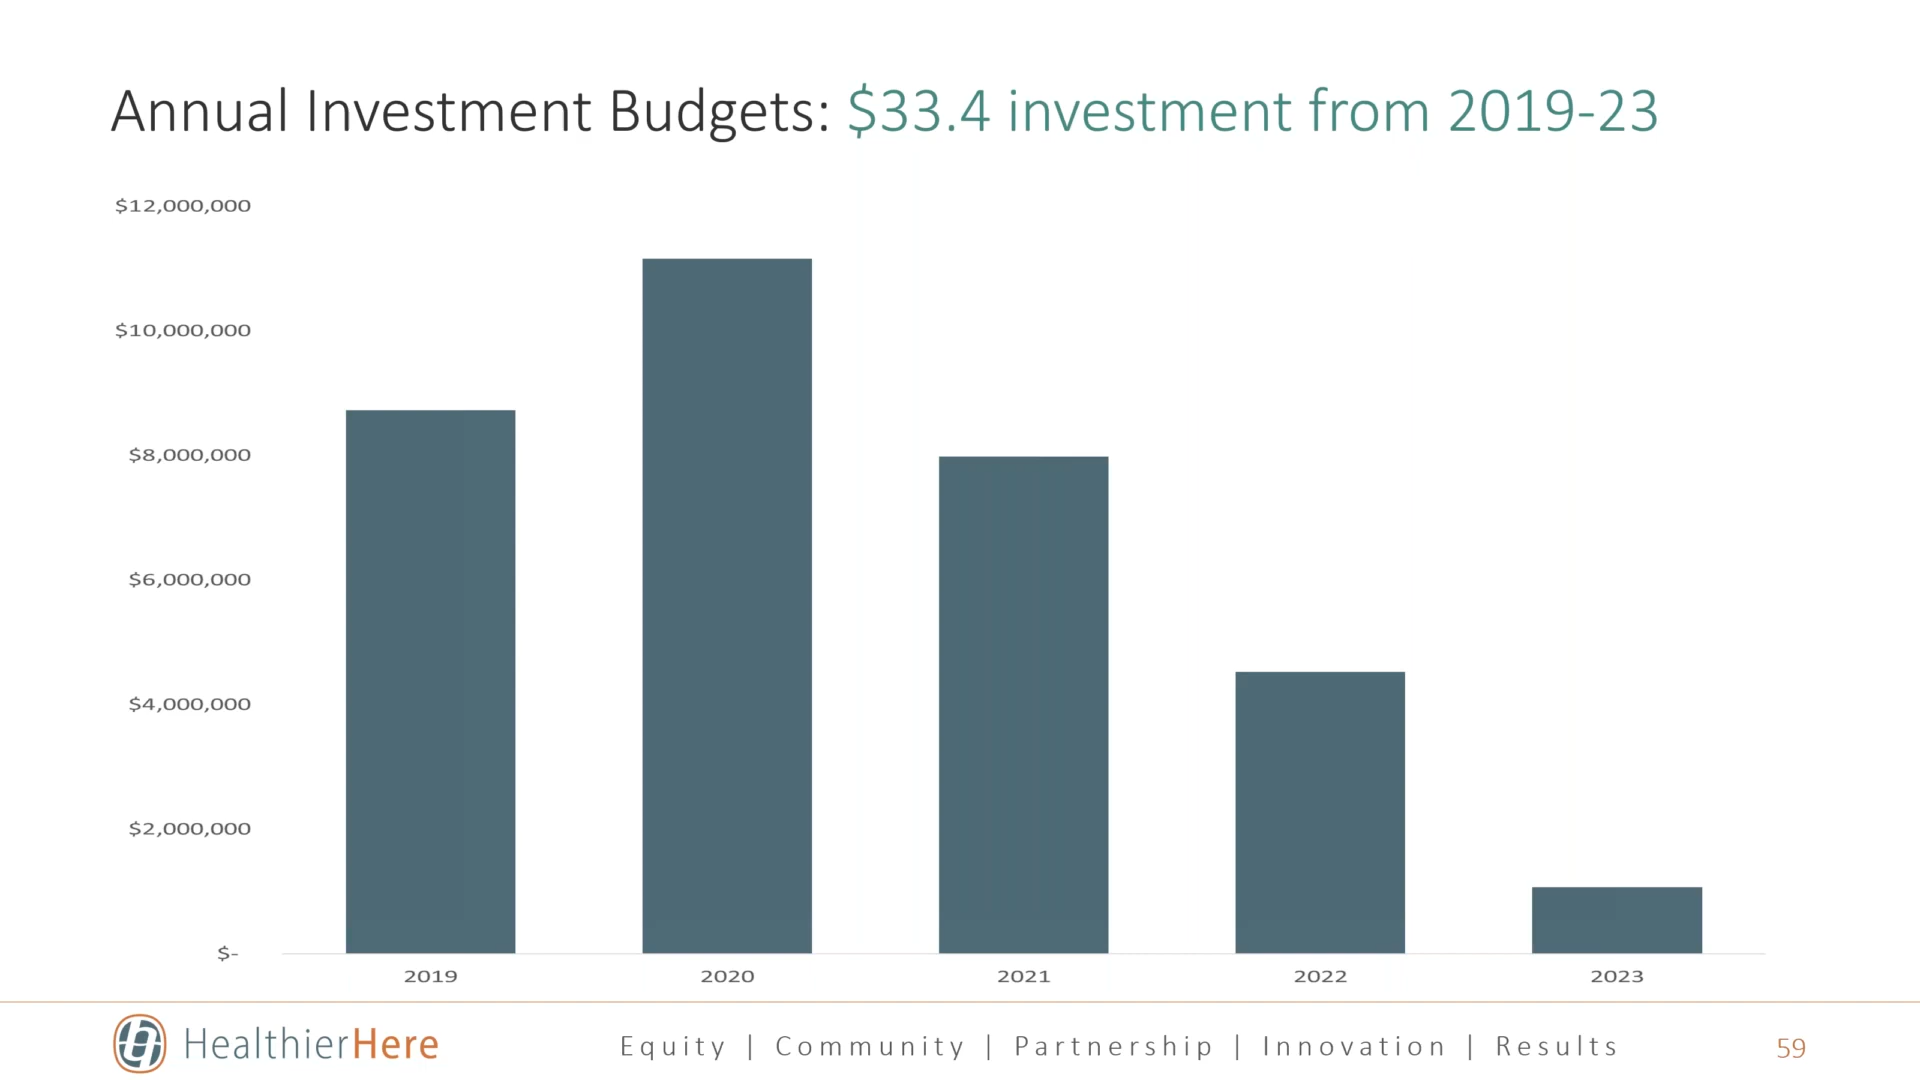 Annual Investment Budgets: $33.4 investment from 2019-23
$12,000,000
$10,000,000
$8,000,000
$6,000,000
$4,000,000
$2,000,000
$-
2019 2020 2021 2022 2023
HealthierHere
Equity | Community | Partnership | Innovation | Results
59